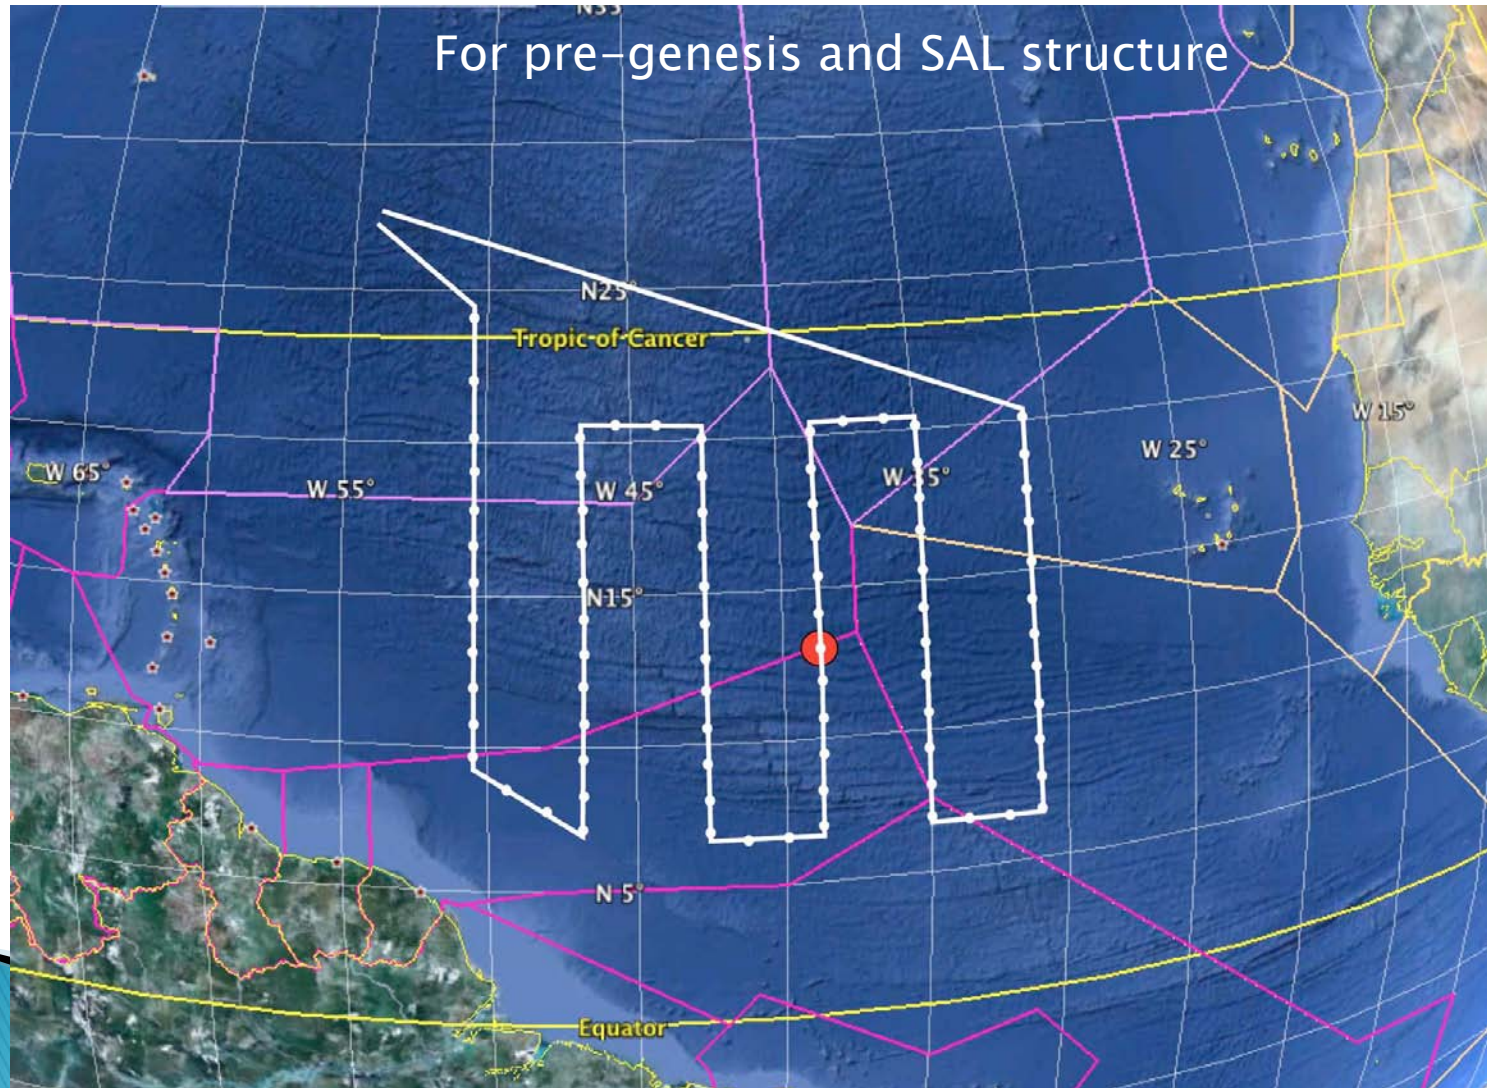 N35
For pre-genesis and SAL structure
N25°
Tropic of Cancer
W 15°
W 25°
W 65°
W 55°
W 45°
W 35°
N15°
N 5°
Equator